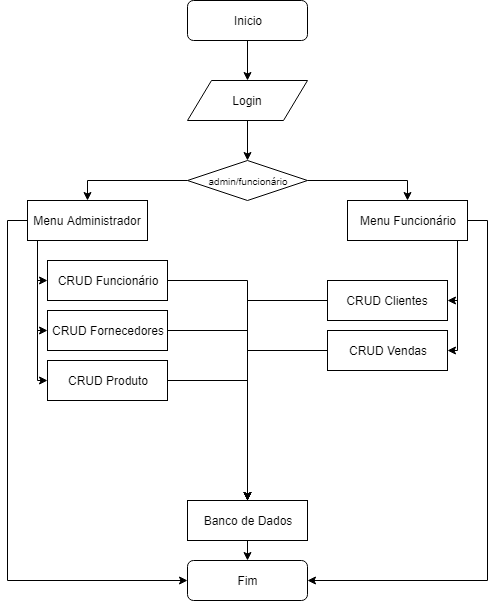 Inicio
Login
admin/funcionário
Menu Administrador
Menu Funcionário
CRUD Funcionário
CRUD Fornecedores
CRUD Produto
CRUD Clientes
CRUD Vendas
Banco de Dados
Fim